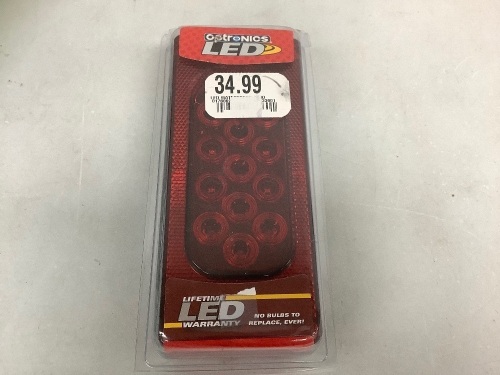 OPTRONICS
LED
34.99
LIFETIME
LED
WARRANTY
NO BULBS TO
REPLACE, EVER!